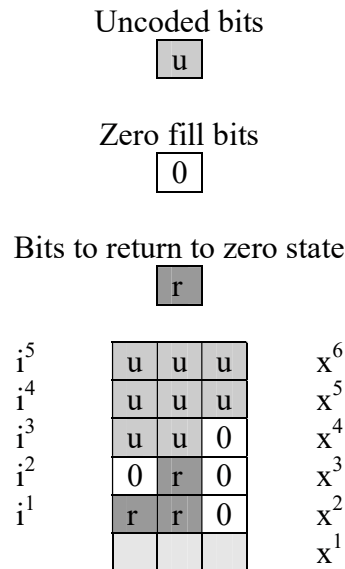 Uncoded bits
u
Zero fill bits
0
Bits to return to zero state
r
i⁵ u u u x⁶
i⁴ u u u x⁵
i³ u u 0 x⁴
i² 0 r 0 x³
i¹ r r 0 x²
x¹